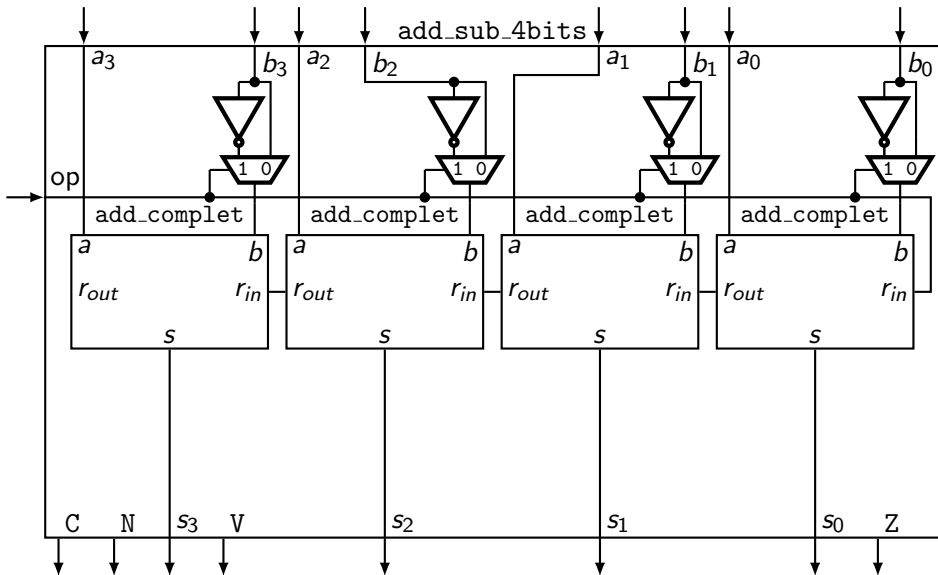 add_sub_4bits
a3 b3 a2 b2 a1 b1 a0 b0
1 0 1 0 1 0 1 0
op
add_complet add_complet add_complet add_complet
a b a b a b a b
rout rin rout rin rout rin rout rin
s s s s
C N s3 V s2 s1 s0 Z